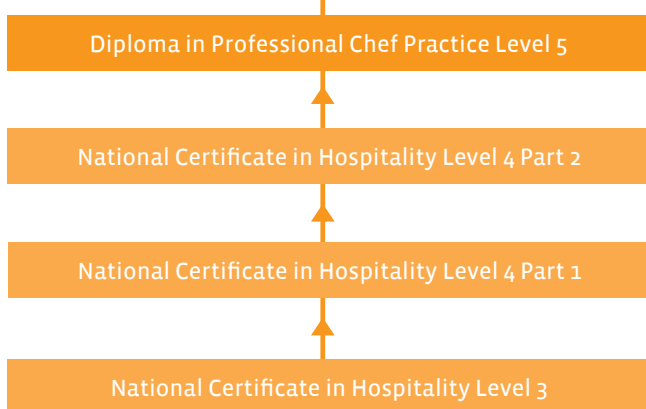 Diploma in Professional Chef Practice Level 5
National Certificate in Hospitality Level 4 Part 2
National Certificate in Hospitality Level 4 Part 1
National Certificate in Hospitality Level 3